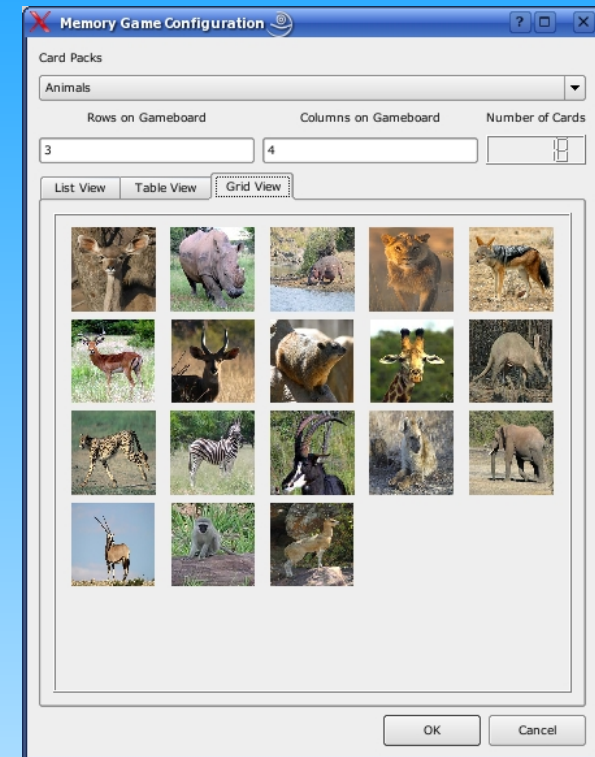 Memory Game Configuration
Card Packs
Animals
Rows on Gameboard Columns on Gameboard Number of Cards
3 4 18
List View Table View Grid View
OK Cancel